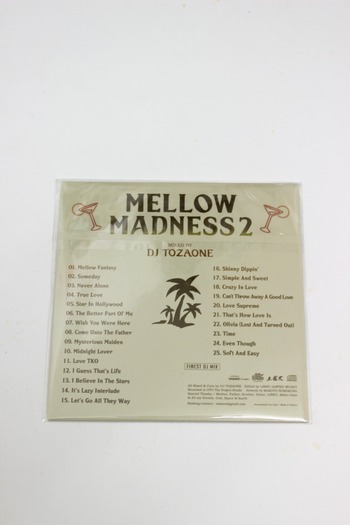 MELLOW
MADNESS 2
MIXED BY
DJ TOZAONE
01. Mellow Fantasy
02. Someday
03. Never Alone
04. True Love
05. Star In Hollywood
06. The Better Part Of Me
07. Wish You Were Here
08. Come Unto The Father
09. Mysterious Maiden
10. Midnight Lover
11. Love TKO
12. I Guess That's Life
13. I Believe In The Stars
14. It's Lazy Interlude
15. Let's Go All They Way
16. Skinny Dippin'
17. Simple And Sweet
18. Crazy In Love
19. Can't Throw Away A Good Love
20. Love Supreme
21. That's How Love Is
22. Olivia (Lost And Turned Out)
23. Time
24. Even Though
25. Soft And Easy
FINEST DJ MIX